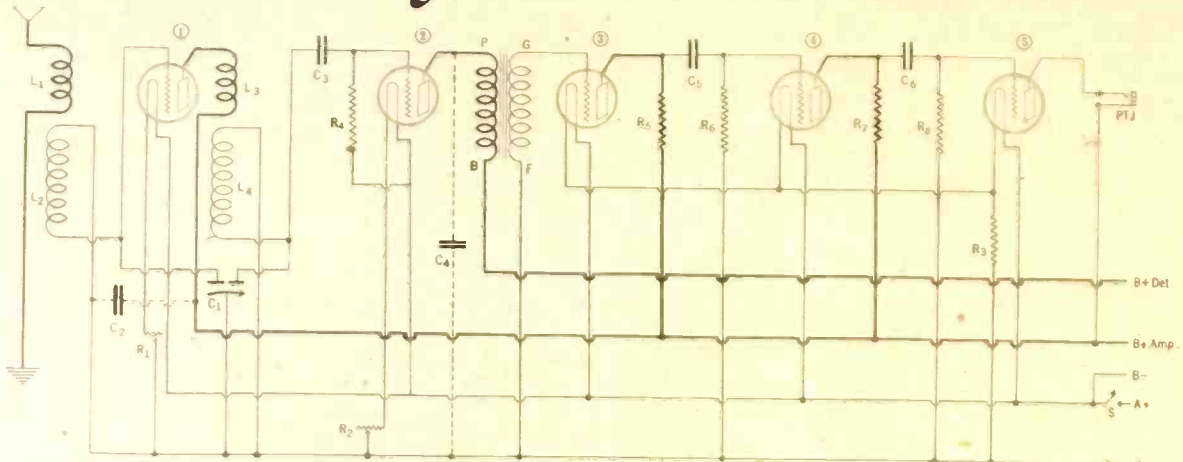 ① ② ③ ④ ⑤
L₁ L₃ C₃ P G C₅ C₆
R₄ R₅ R₆ R₇ R₈ PTJ
L₂ L₄ B F
C₄ R₃
C₂ C₁ B+ Det.
R₁ B+ Amp.
B-
R₂ S A+